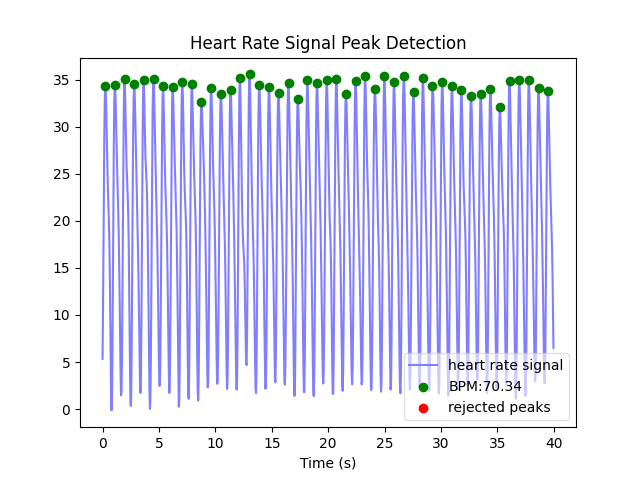 Heart Rate Signal Peak Detection
35
30
25
20
15
10
5
0
heart rate signal
BPM:70.34
rejected peaks
0 5 10 15 20 25 30 35 40
Time (s)